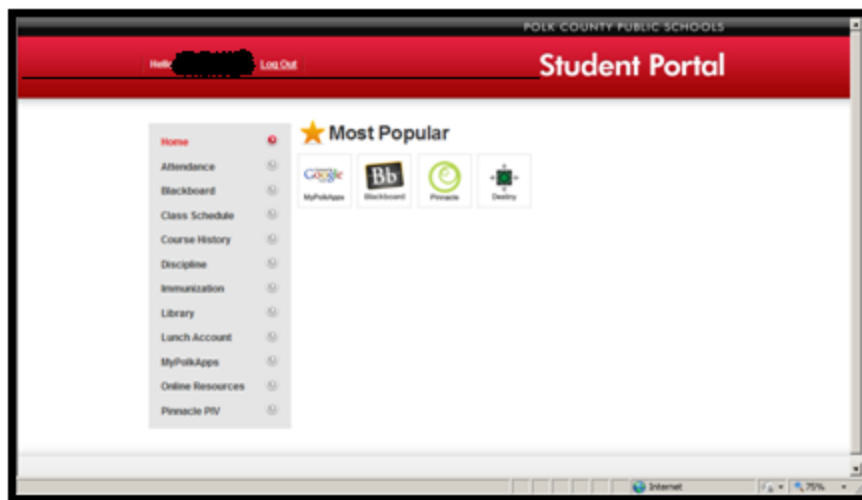 POLK COUNTY PUBLIC SCHOOLS
Student Portal
Log Out
Home
Attendance
Blackboard
Class Schedule
Course History
Discipline
Immunization
Library
Lunch Account
MyPolkApps
Online Resources
Pinnacle PIV
Most Popular
Google
MyPolkApps
Bb
Blackboard
Pinnacle
Destiny
Internet
75%